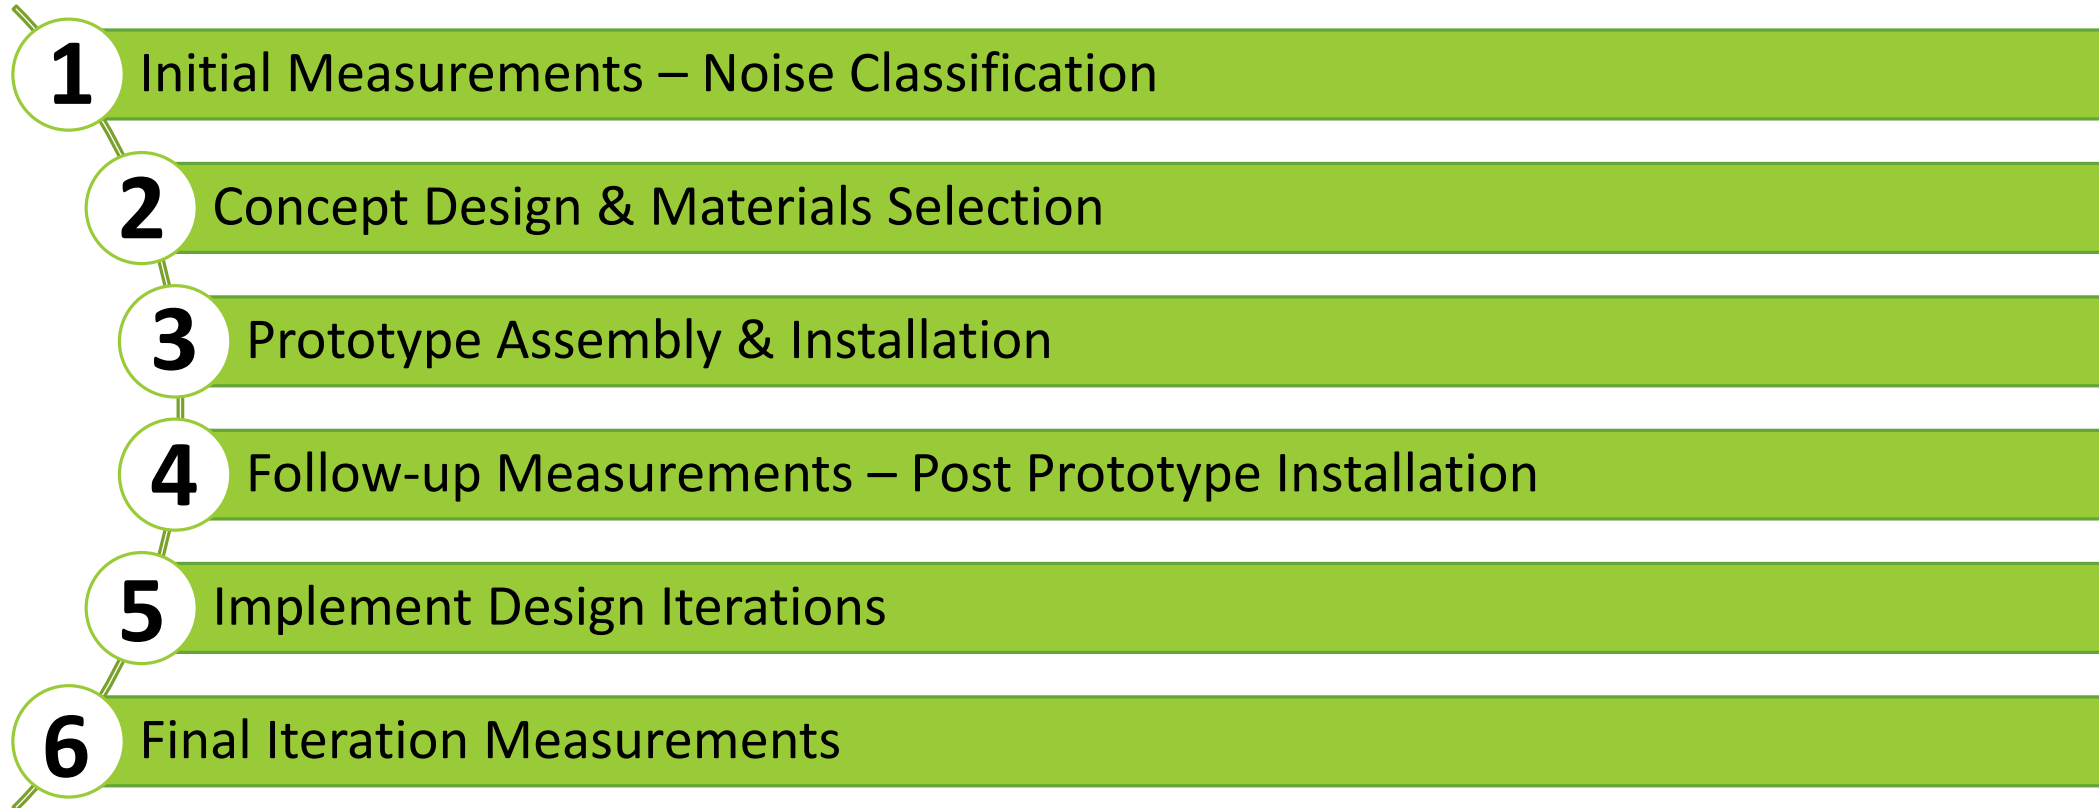 1 Initial Measurements – Noise Classification
2 Concept Design & Materials Selection
3 Prototype Assembly & Installation
4 Follow-up Measurements – Post Prototype Installation
5 Implement Design Iterations
6 Final Iteration Measurements